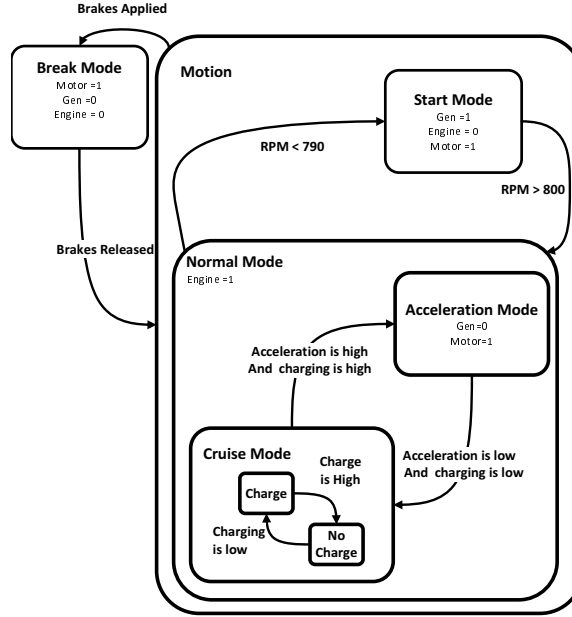 Brakes Applied
Break Mode
Motor =1
Gen =0
Engine = 0
Motion
Start Mode
Gen =1
Engine = 0
Motor =1
RPM < 790
RPM > 800
Brakes Released
Normal Mode
Engine =1
Acceleration Mode
Gen=0
Motor=1
Acceleration is high
And charging is high
Cruise Mode
Charge
is High
Charge
Charging
is low
No
Charge
Acceleration is low
And charging is low